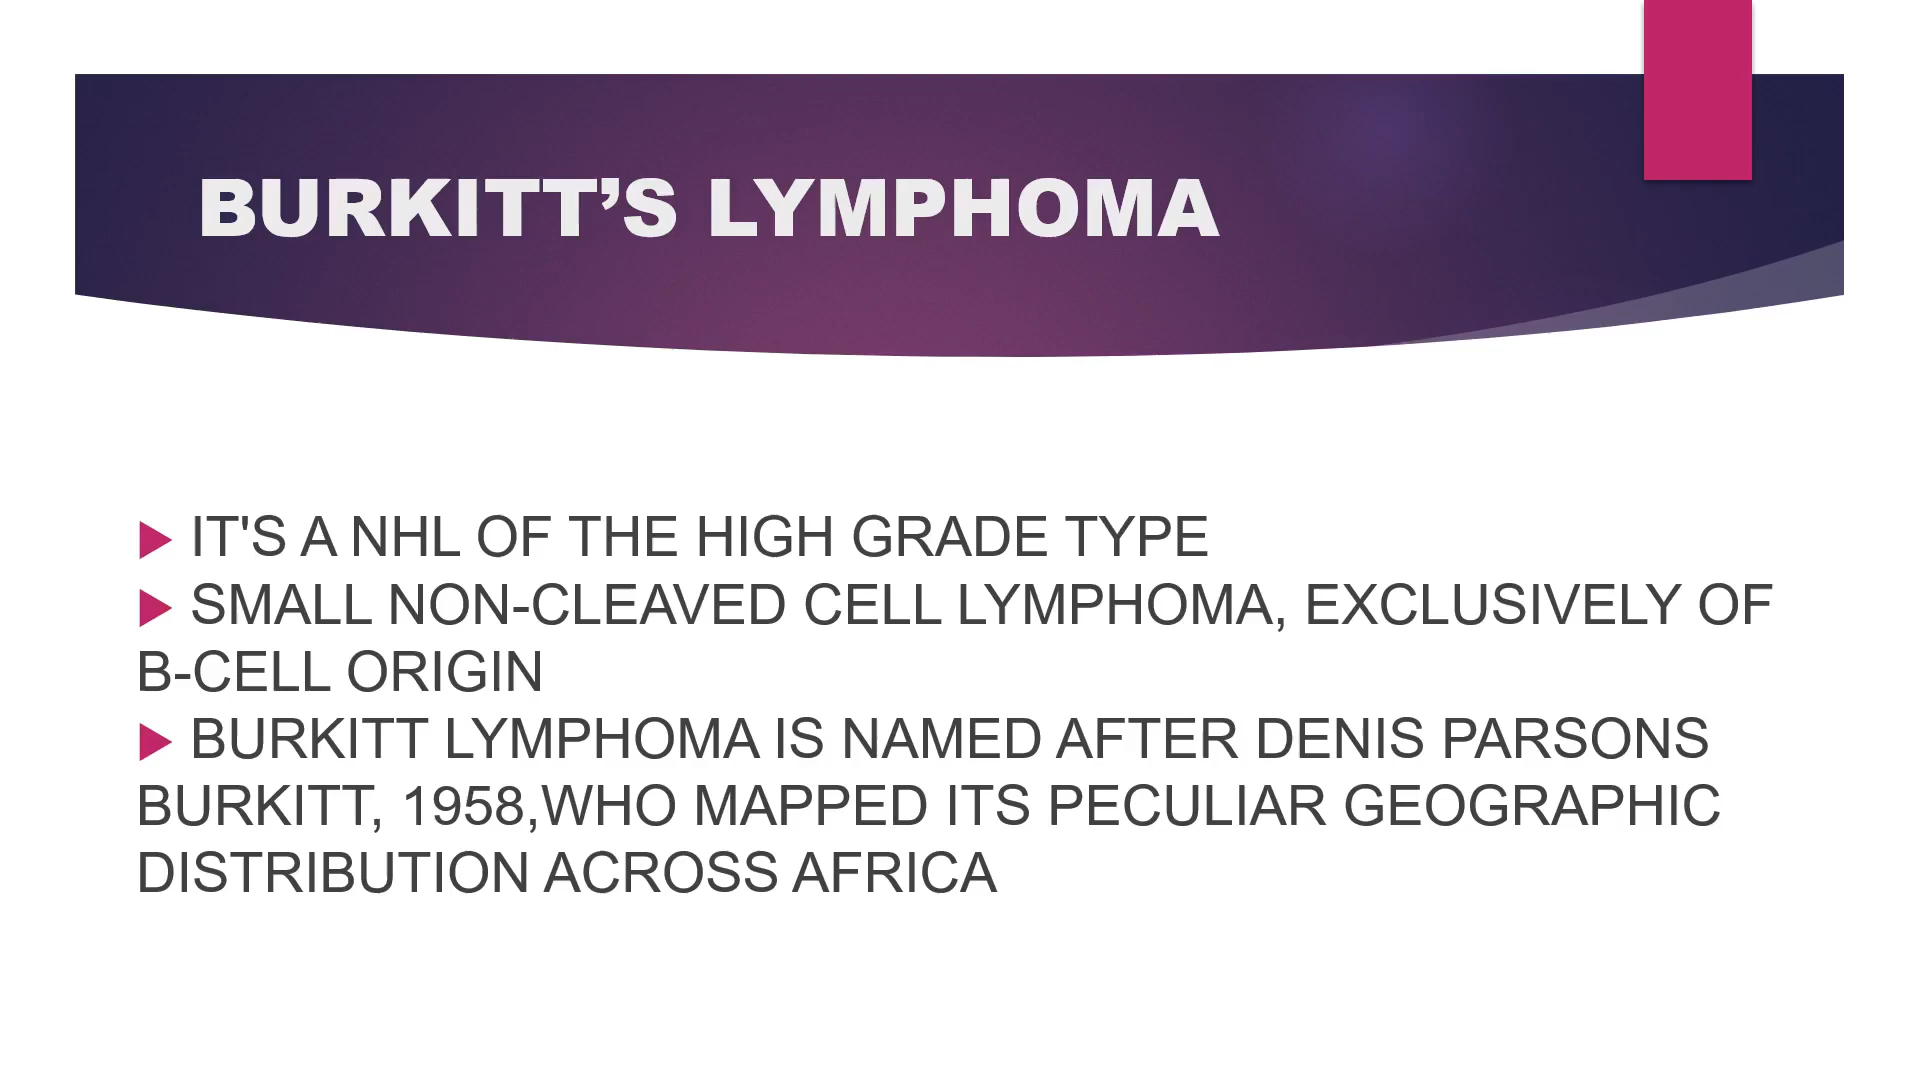 BURKITT’S LYMPHOMA
IT'S A NHL OF THE HIGH GRADE TYPE
SMALL NON-CLEAVED CELL LYMPHOMA, EXCLUSIVELY OF
B-CELL ORIGIN
BURKITT LYMPHOMA IS NAMED AFTER DENIS PARSONS
BURKITT, 1958,WHO MAPPED ITS PECULIAR GEOGRAPHIC
DISTRIBUTION ACROSS AFRICA